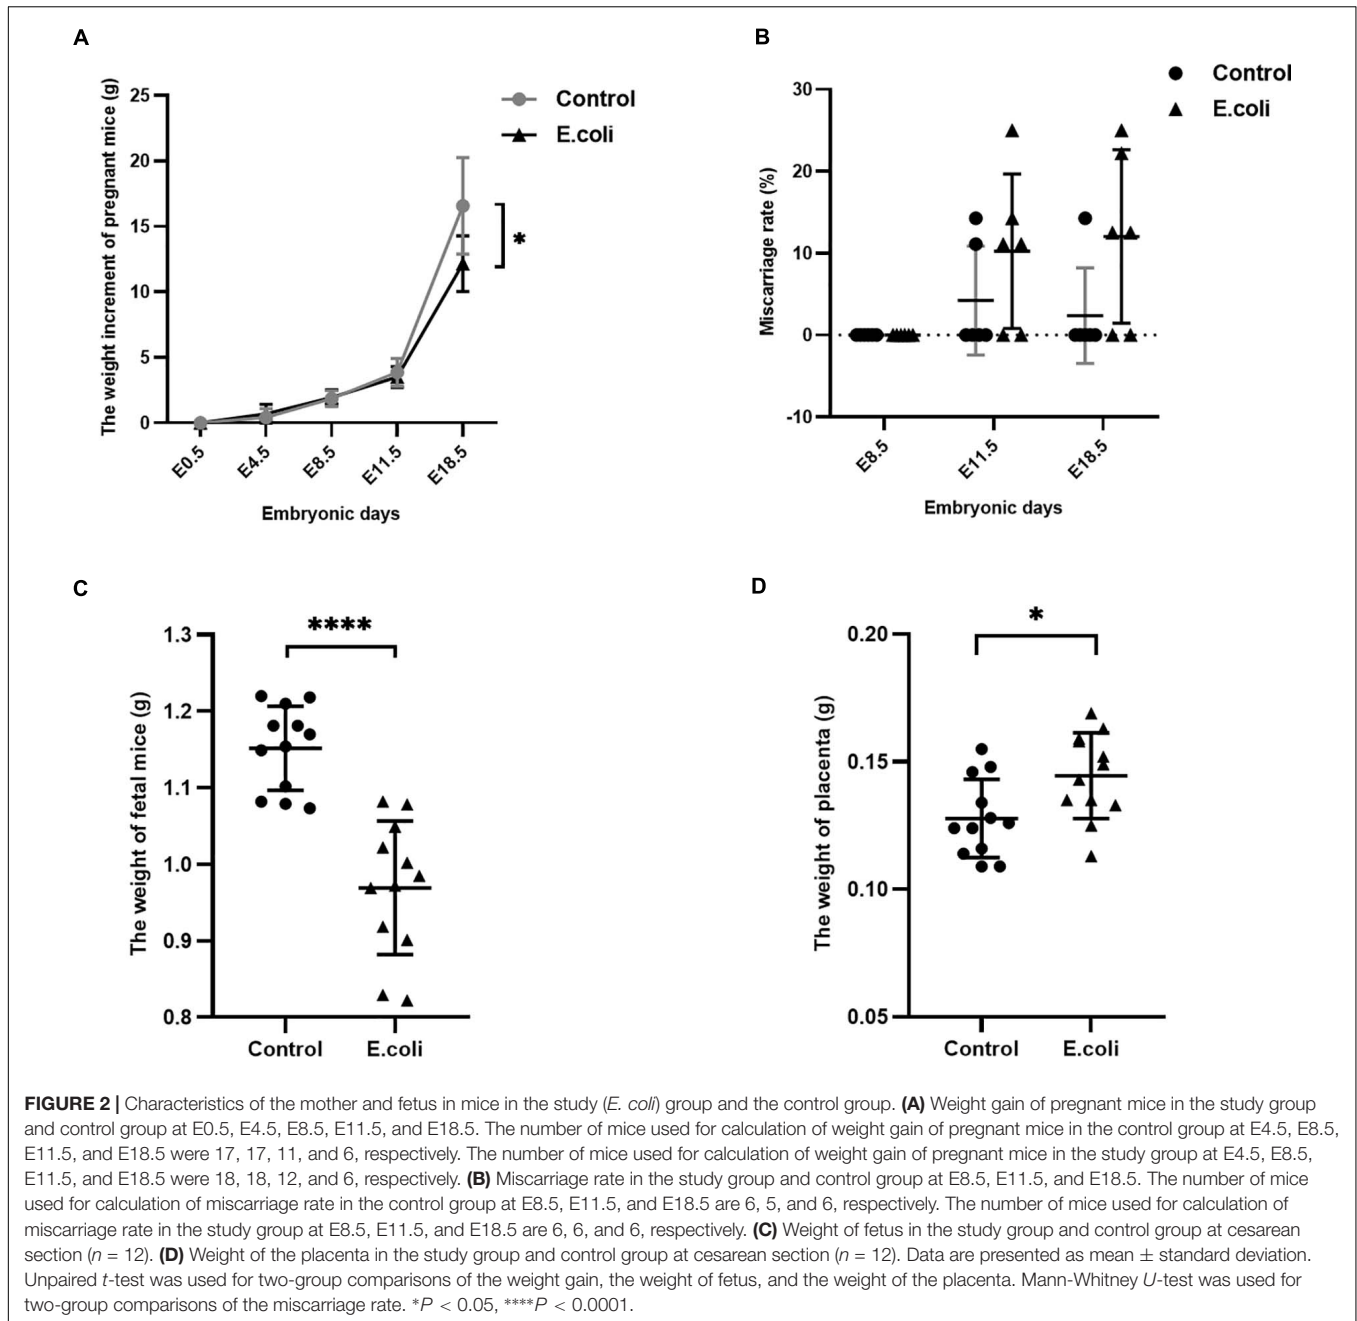 A
The weight increment of pregnant mice (g)
25
20
15
10
5
0
Control
E.coli
*
E0.5
E4.5
E8.5
E11.5
E18.5
Embryonic days
B
Miscarriage rate (%)
30
20
10
0
-10
Control
E.coli
E8.5
E11.5
E18.5
Embryonic days
C
The weight of fetal mice (g)
1.3
1.2
1.1
1.0
0.9
0.8
****
Control
E.coli
D
The weight of placenta (g)
0.20
0.15
0.10
0.05
*
Control
E.coli
FIGURE 2 | Characteristics of the mother and fetus in mice in the study (E. coli) group and the control group. (A) Weight gain of pregnant mice in the study group
and control group at E0.5, E4.5, E8.5, E11.5, and E18.5. The number of mice used for calculation of weight gain of pregnant mice in the control group at E4.5, E8.5,
E11.5, and E18.5 were 17, 17, 11, and 6, respectively. The number of mice used for calculation of weight gain of pregnant mice in the study group at E4.5, E8.5,
E11.5, and E18.5 were 18, 18, 12, and 6, respectively. (B) Miscarriage rate in the study group and control group at E8.5, E11.5, and E18.5. The number of mice
used for calculation of miscarriage rate in the control group at E8.5, E11.5, and E18.5 are 6, 5, and 6, respectively. The number of mice used for calculation of
miscarriage rate in the study group at E8.5, E11.5, and E18.5 are 6, 6, and 6, respectively. (C) Weight of fetus in the study group and control group at cesarean
section (n = 12). (D) Weight of the placenta in the study group and control group at cesarean section (n = 12). Data are presented as mean ± standard deviation.
Unpaired t-test was used for two-group comparisons of the weight gain, the weight of fetus, and the weight of the placenta. Mann-Whitney U-test was used for
two-group comparisons of the miscarriage rate. *P < 0.05, ****P < 0.0001.